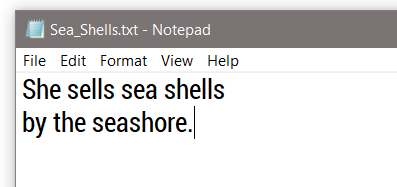 Sea_Shells.txt - Notepad
File Edit Format View Help
She sells sea shells
by the seashore.